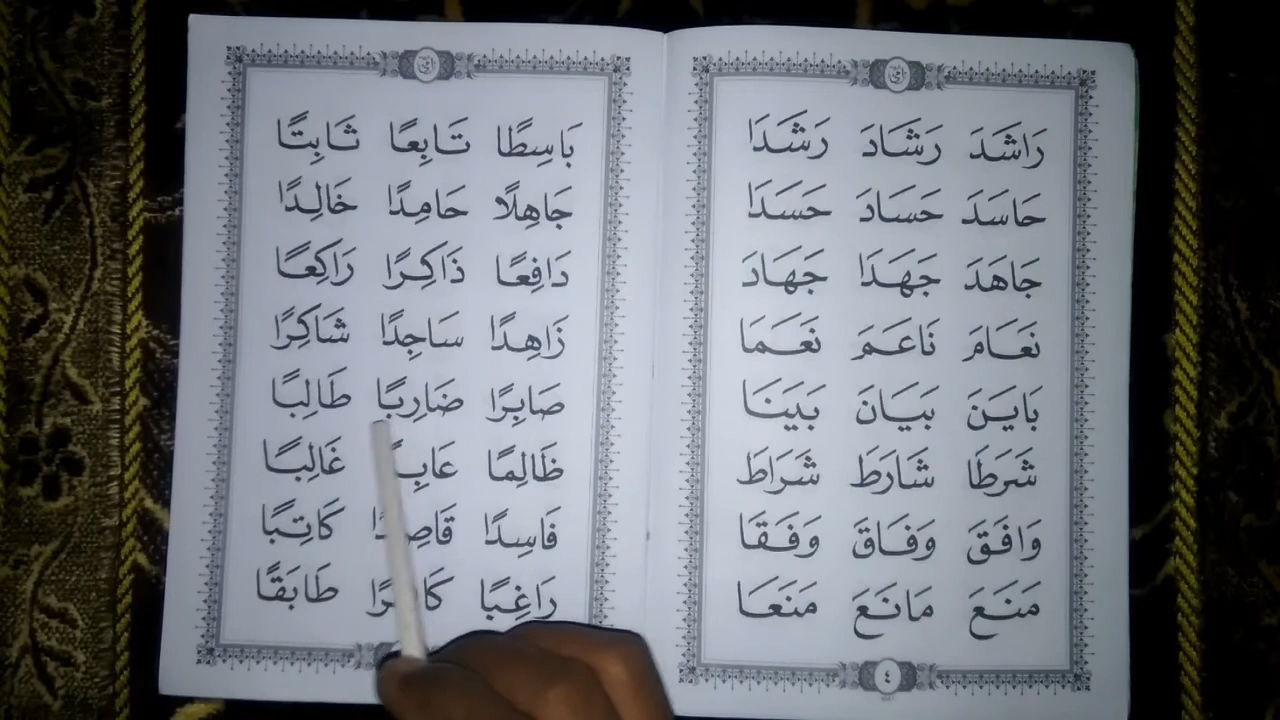 رَاشَدَ رَشَادَ رَشَدَا
حَاسَدَ حَسَادَ حَسَدَا
جَاهَدَ جَهَدَا جَهَادَ
نَعَامَ نَاعَمَ نَعَمَا
بَايَنَ بَيَانَ بَيَنَا
شَرَطَا شَارَطَ شَرَاطَ
وَافَقَ وَفَاقَ وَفَقَا
مَنَعَ مَانَعَ مَنَعَا
٤
بَاسِطًا تَابِعًا ثَابِتًا
جَاهِلًا حَامِدًا خَالِدًا
دَافِعًا ذَاكِرًا رَاكِعًا
زَاهِدًا سَاجِدًا شَاكِرًا
صَابِرًا ضَارِبًا طَالِبًا
ظَالِمًا غَالِبًا
فَاسِدًا كَاتِبًا
رَاغِبًا طَابَقًا